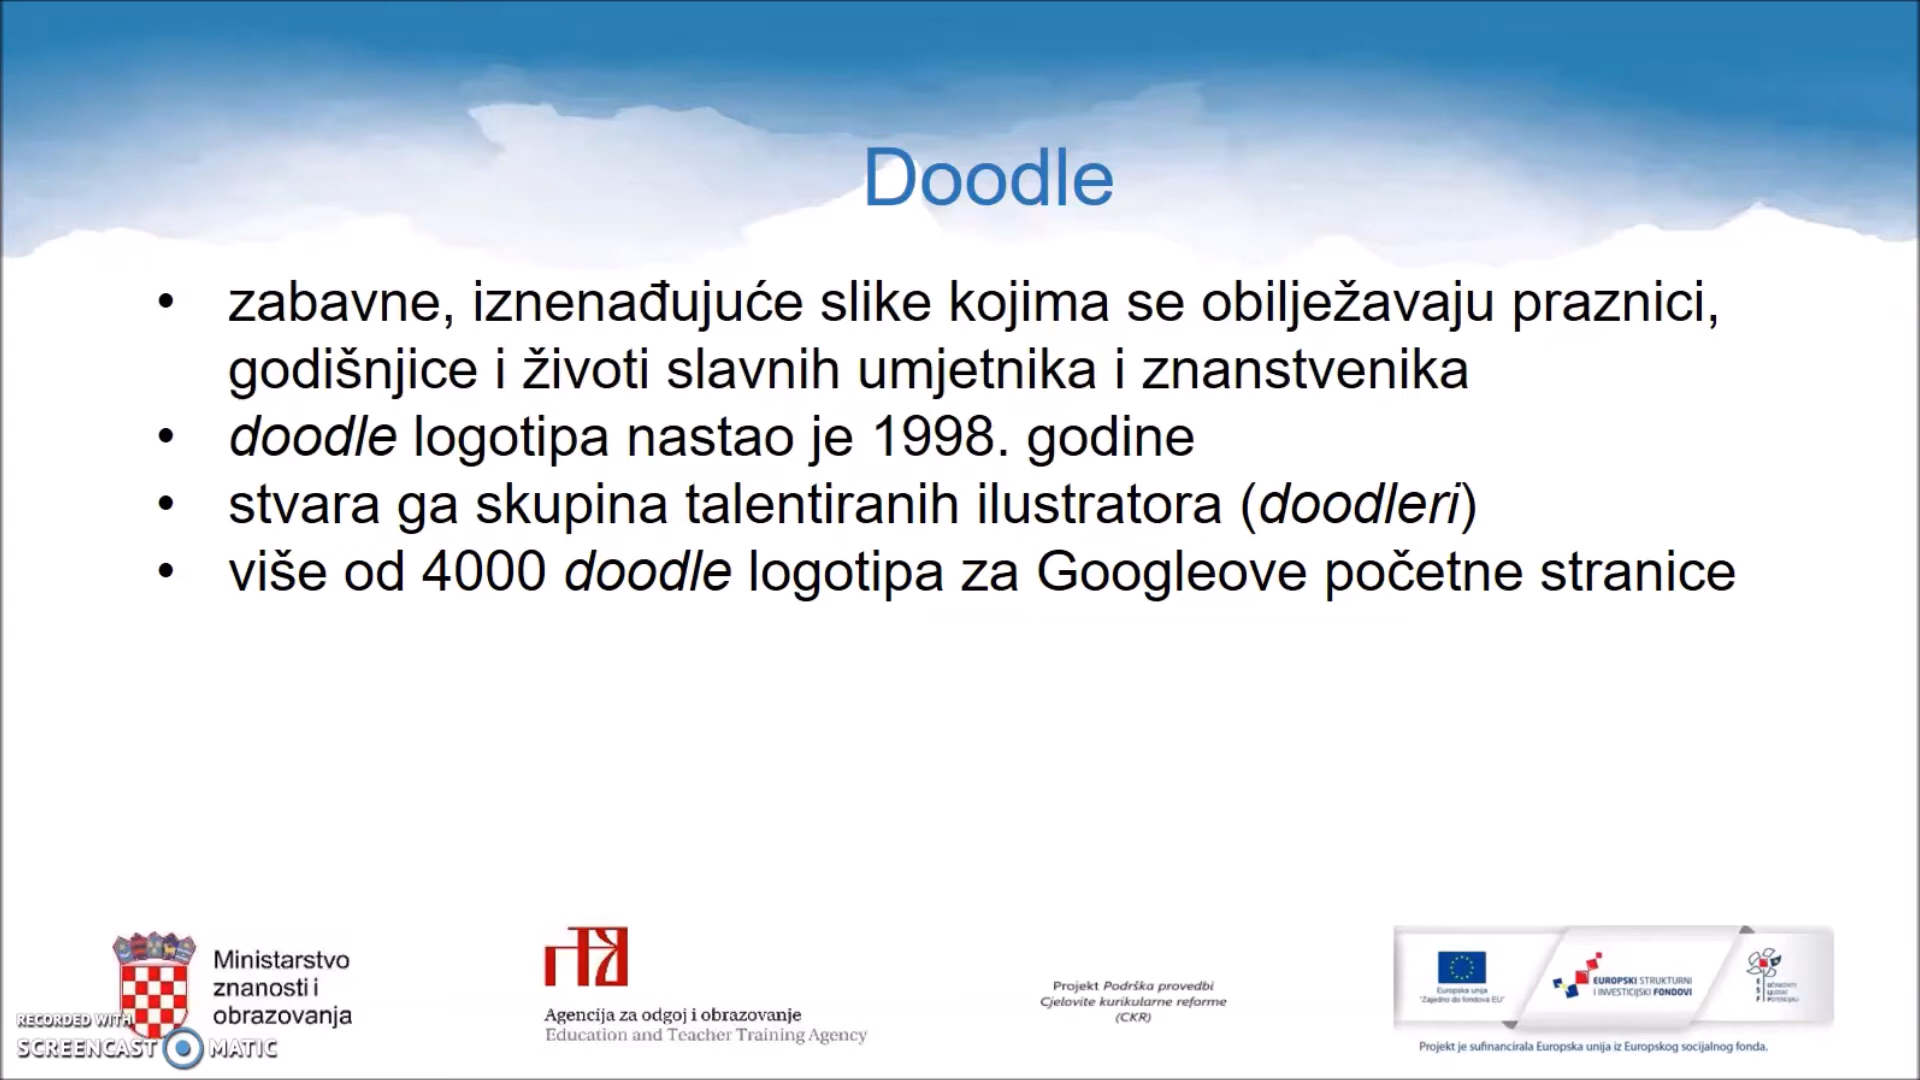 Doodle
• zabavne, iznenađujuće slike kojima se obilježavaju praznici,
godišnjice i životi slavnih umjetnika i znanstvenika
• doodle logotipa nastao je 1998. godine
• stvara ga skupina talentiranih ilustratora (doodleri)
• više od 4000 doodle logotipa za Googleove početne stranice
Ministarstvo
znanosti i
obrazovanja
Agencija za odgoj i obrazovanje
Education and Teacher Training Agency
Projekt Podrška provedbi
Cjelovite kurikularne reforme
(CKR)
Europska unija
"Zajedno do fondova EU"
EUROPSKI STRUKTURNI
I INVESTICIJSKI FONDOVI
Projekt je sufinancirala Europska unija iz Europskog socijalnog fonda.
RECORDED WITH
SCREENCAST MATIC